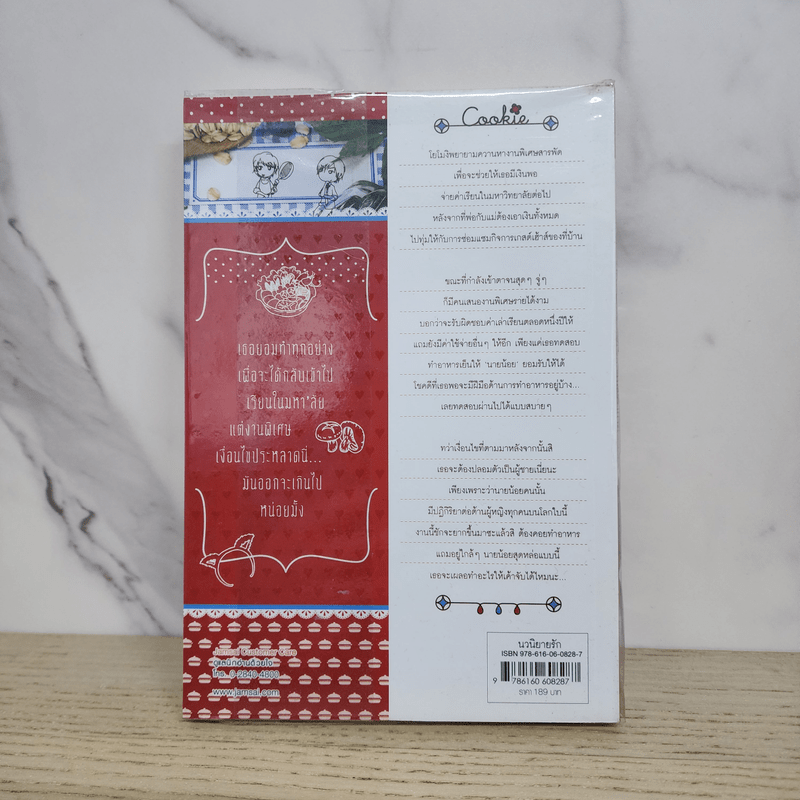 เธอยอมทำทุกอย่าง
เพื่อจะได้กลับเข้าไป
เรียนในมหา'ลัย
แต่งานพิเศษ
เงื่อนไขประหลาดนี่...
มันออกจะเกินไป
หน่อยมั้ง
Jamsai Customer Care
ดูแลนักอ่านด้วยใจ
โทร. 0 2840 4800
www.jamsai.com
Cookie
โยโมงิพยายามควานหางานพิเศษสารพัด
เพื่อจะช่วยให้เธอมีเงินพอ
จ่ายค่าเรียนในมหาวิทยาลัยต่อไป
หลังจากที่พ่อกับแม่ต้องเอาเงินทั้งหมด
ไปทุ่มให้กับการซ่อมแซมกิจการเกสต์เฮ้าส์ของที่บ้าน
ขณะที่กำลังเข้าตาจนสุดๆ จู่ๆ
ก็มีคนเสนองานพิเศษรายได้งาม
บอกว่าจะรับผิดชอบค่าเล่าเรียนตลอดหนึ่งปีให้
แถมยังมีค่าใช้จ่ายอื่นๆ ให้อีก เพียงแค่เธอทดสอบ
ทำอาหารเย็นให้ 'นายน้อย' ยอมรับให้ได้
โชคดีที่เธอพอจะมีฝีมือด้านการทำอาหารอยู่บ้าง...
เลยทดสอบผ่านไปได้แบบสบายๆ
ทว่าเงื่อนไขที่ตามมาหลังจากนั้นสิ
เธอจะต้องปลอมตัวเป็นผู้ชายเนี่ยนะ
เพียงเพราะว่านายน้อยคนนั้น
มีปฏิกิริยาต่อต้านผู้หญิงทุกคนบนโลกใบนี้
งานนี้ชักจะยากขึ้นมาซะแล้วสิ ต้องคอยทำอาหาร
แถมอยู่ใกล้ๆ นายน้อยสุดหล่อแบบนี้
เธอจะเผลอทำอะไรให้เค้าจับได้ไหมนะ...
นวนิยายรัก
ISBN 978-616-06-0828-7
9 786160 608287
ราคา 189 บาท